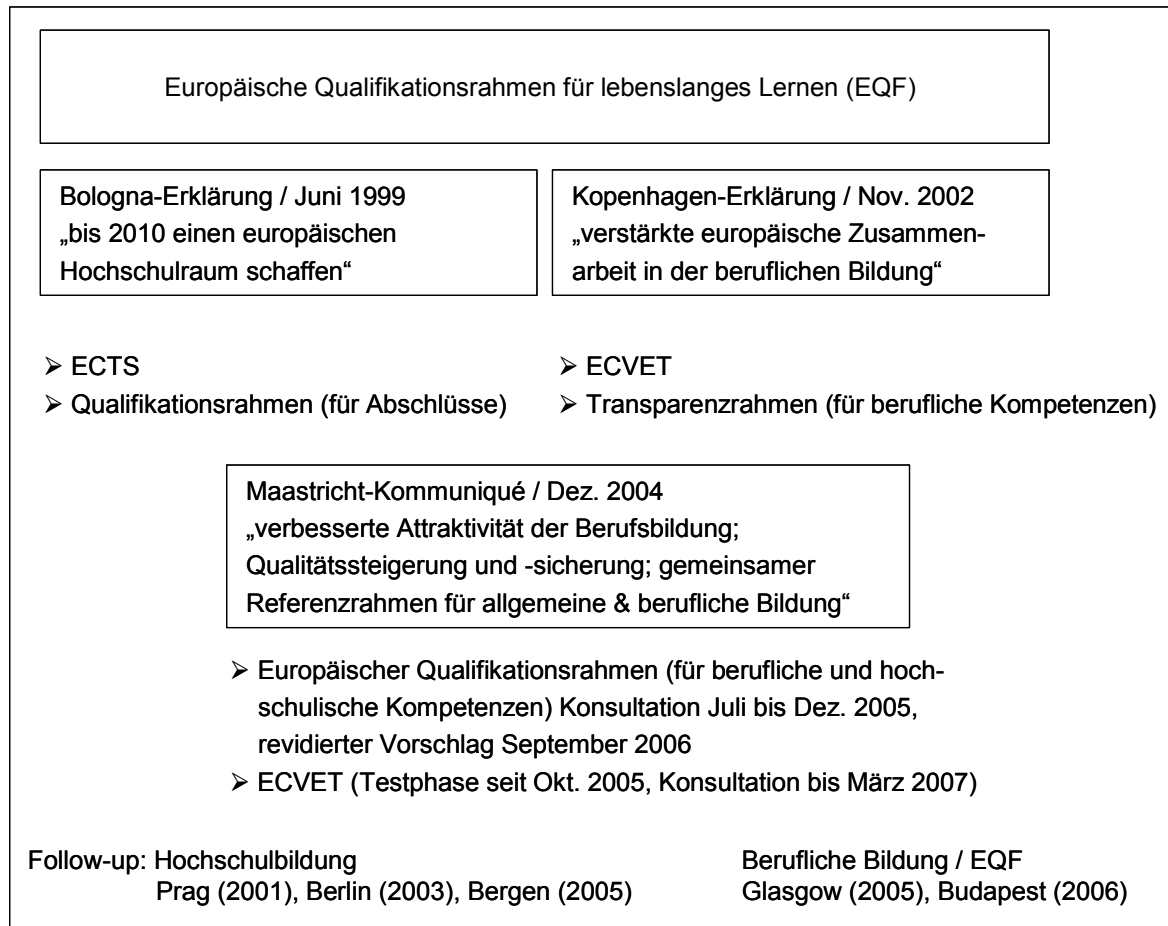 Europäische Qualifikationsrahmen für lebenslanges Lernen (EQF)
Bologna-Erklärung / Juni 1999
„bis 2010 einen europäischen
Hochschulraum schaffen“
Kopenhagen-Erklärung / Nov. 2002
„verstärkte europäische Zusammen-
arbeit in der beruflichen Bildung“
➢ ECTS
➢ Qualifikationsrahmen (für Abschlüsse)
➢ ECVET
➢ Transparenzrahmen (für berufliche Kompetenzen)
Maastricht-Kommuniqué / Dez. 2004
„verbesserte Attraktivität der Berufsbildung;
Qualitätssteigerung und -sicherung; gemeinsamer
Referenzrahmen für allgemeine & berufliche Bildung“
➢ Europäischer Qualifikationsrahmen (für berufliche und hoch-
schulische Kompetenzen) Konsultation Juli bis Dez. 2005,
revidierter Vorschlag September 2006
➢ ECVET (Testphase seit Okt. 2005, Konsultation bis März 2007)
Follow-up: Hochschulbildung
Prag (2001), Berlin (2003), Bergen (2005)
Berufliche Bildung / EQF
Glasgow (2005), Budapest (2006)